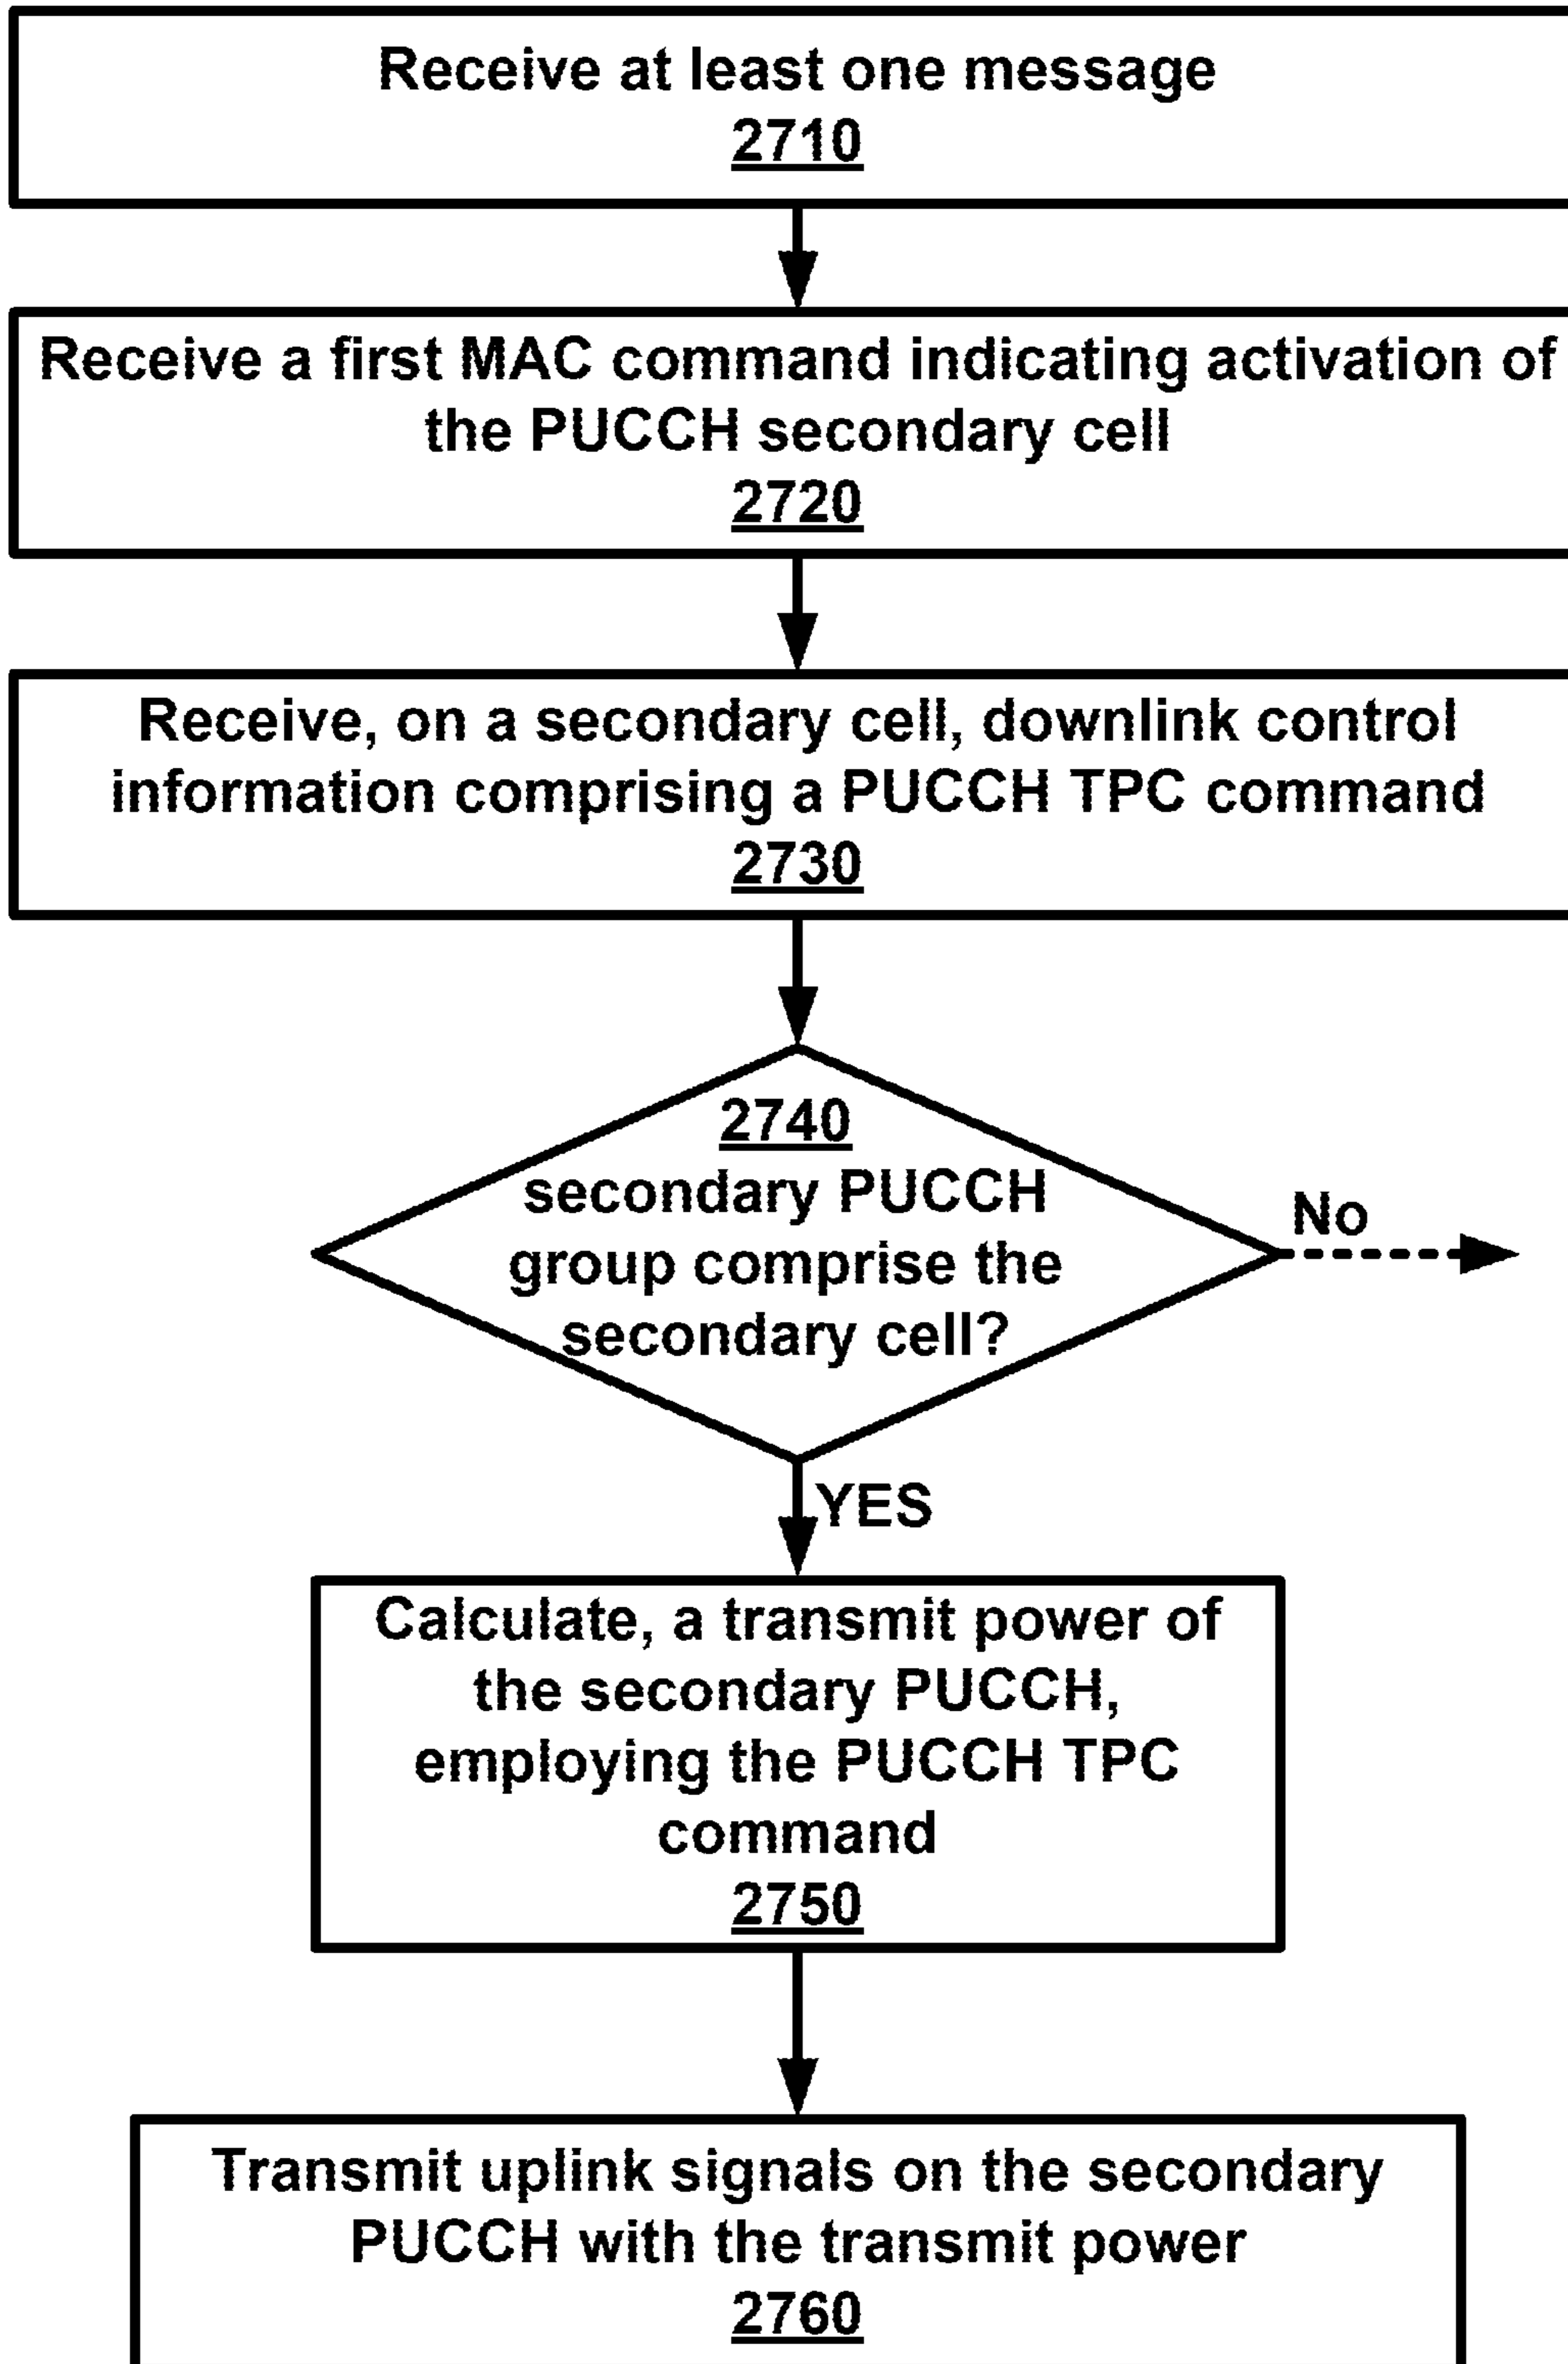 Receive at least one message
2710
Receive a first MAC command indicating activation of
the PUCCH secondary cell
2720
Receive, on a secondary cell, downlink control
information comprising a PUCCH TPC command
2730
2740
secondary PUCCH
group comprise the
secondary cell?
No
YES
Calculate, a transmit power of
the secondary PUCCH,
employing the PUCCH TPC
command
2750
Transmit uplink signals on the secondary
PUCCH with the transmit power
2760